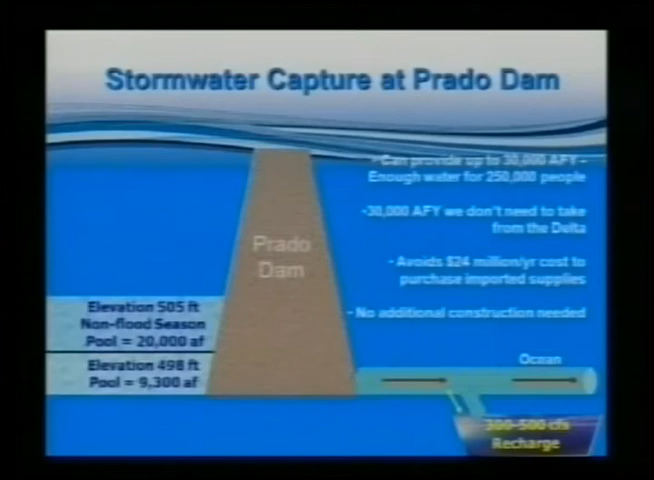 Stormwater Capture at Prado Dam
- Can provide up to 30,000 AFY -
Enough water for 250,000 people
-30,000 AFY we don't need to take
from the Delta
- Avoids $24 million/yr cost to
purchase imported supplies
- No additional construction needed
Prado
Dam
Elevation 505 ft
Non-flood Season
Pool = 20,000 af
Elevation 498 ft
Pool = 9,300 af
Ocean
300-500 cfs
Recharge